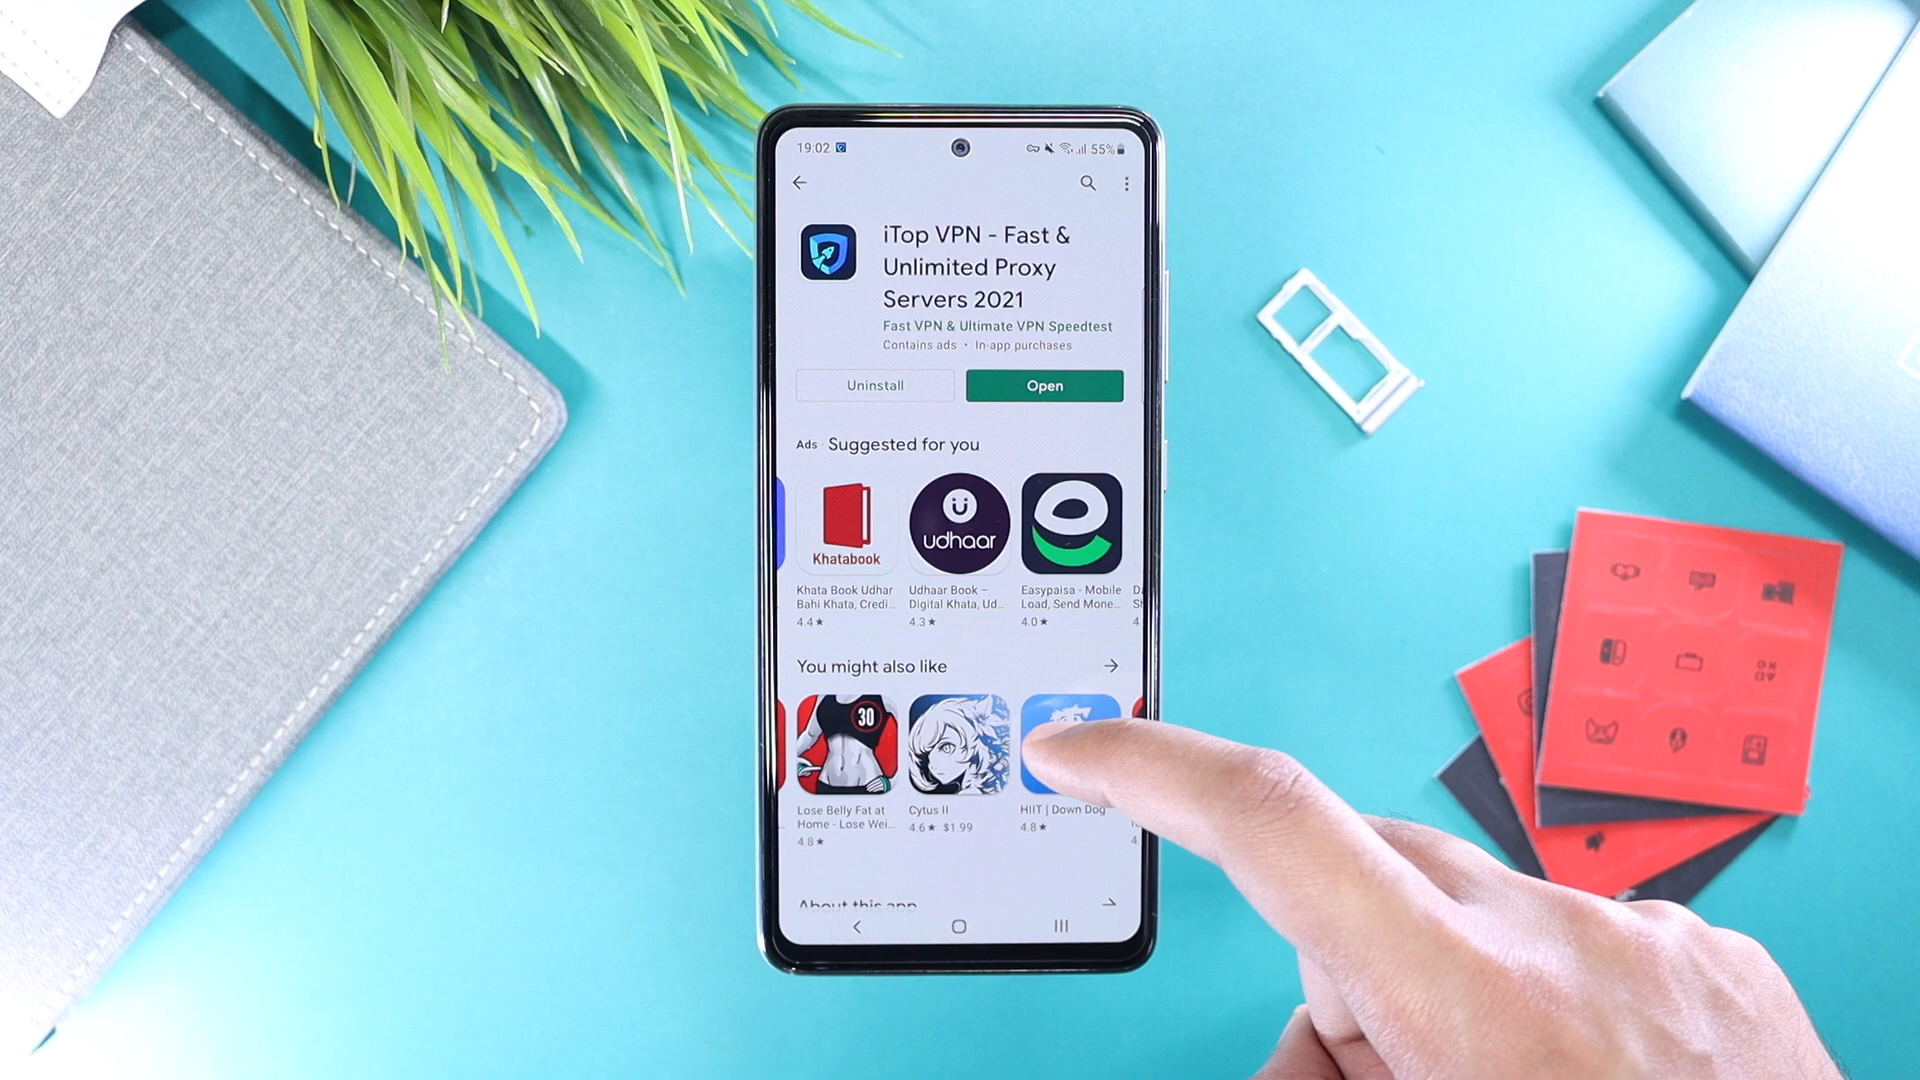 19:02
55%
iTop VPN - Fast &
Unlimited Proxy
Servers 2021
Fast VPN & Ultimate VPN Speedtest
Contains ads • In-app purchases
Uninstall
Open
Ads · Suggested for you
Khatabook
udhaar
Khata Book Udhar
Bahi Khata, Credi...
4.4★
Udhaar Book –
Digital Khata, Ud...
4.3★
Easypaisa - Mobile
Load, Send Mone...
4.0★
You might also like
30
Lose Belly Fat at
Home - Lose Wei...
4.8★
Cytus II
4.6★ $1.99
HIIT | Down Dog
4.8★
About this app